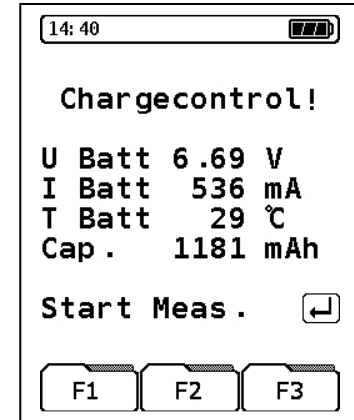 14:40
Chargecontrol!
U Batt 6.69 V
I Batt 536 mA
T Batt 29 ℃
Cap. 1181 mAh
Start Meas.
F1 F2 F3